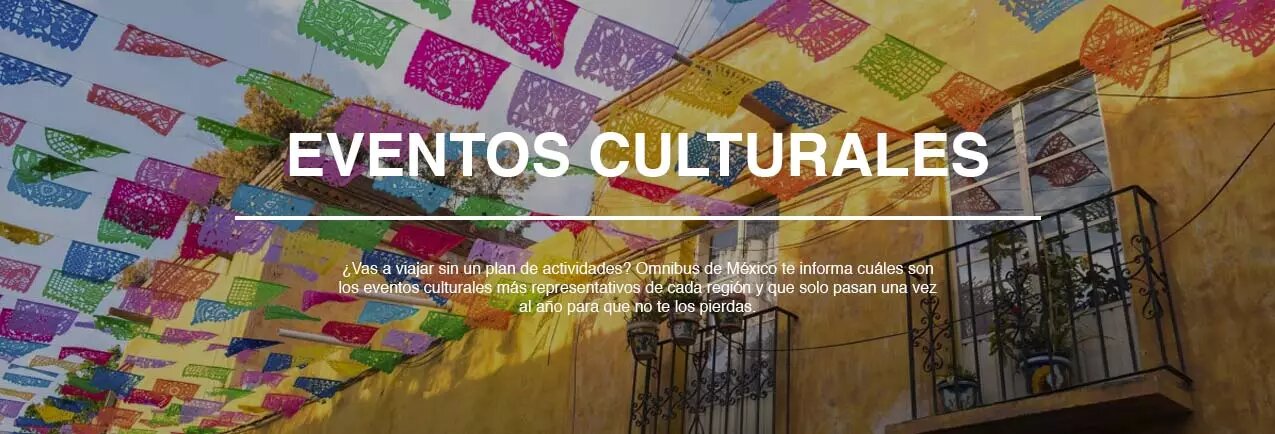 EVENTOS CULTURALES
¿Vas a viajar sin un plan de actividades? Omnibus de México te informa cuáles son
los eventos culturales más representativos de cada región y que solo pasan una vez
al año para que no te los pierdas.